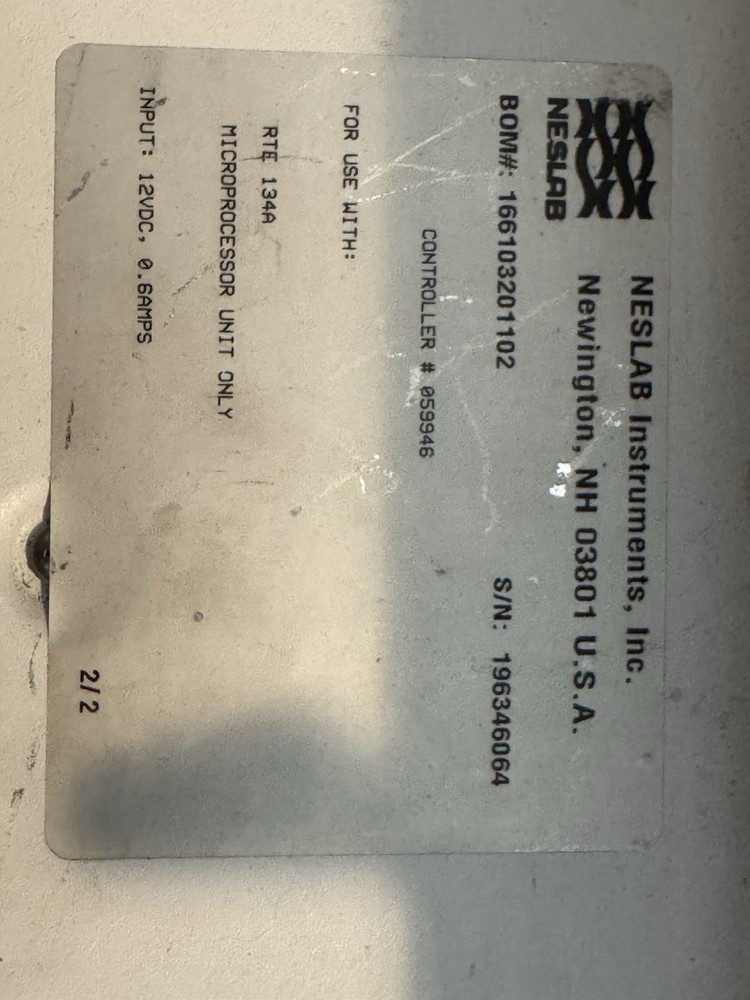 NESLAB
NESLAB Instruments, Inc.
Newington, NH 03801 U.S.A.
BOM#: 166103201102 S/N: 196346064
CONTROLLER # 059946
FOR USE WITH:
RTE 134A
MICROPROCESSOR UNIT ONLY
INPUT: 12VDC, 0.6AMPS
2/2